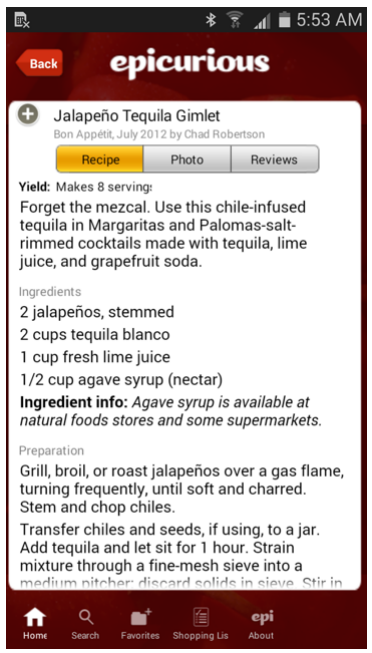 5:53 AM
Back
epicurious
Jalapeño Tequila Gimlet
Bon Appétit, July 2012 by Chad Robertson
Recipe
Photo
Reviews
Yield: Makes 8 servings
Forget the mezcal. Use this chile-infused
tequila in Margaritas and Palomas-salt-
rimmed cocktails made with tequila, lime
juice, and grapefruit soda.
Ingredients
2 jalapeños, stemmed
2 cups tequila blanco
1 cup fresh lime juice
1/2 cup agave syrup (nectar)
Ingredient info: Agave syrup is available at
natural foods stores and some supermarkets.
Preparation
Grill, broil, or roast jalapeños over a gas flame,
turning frequently, until soft and charred.
Stem and chop chiles.
Transfer chiles and seeds, if using, to a jar.
Add tequila and let sit for 1 hour. Strain
mixture through a fine-mesh sieve into a
medium pitcher; discard solids in sieve. Stir in
Home
Search
Favorites
Shopping Lis
epi
About